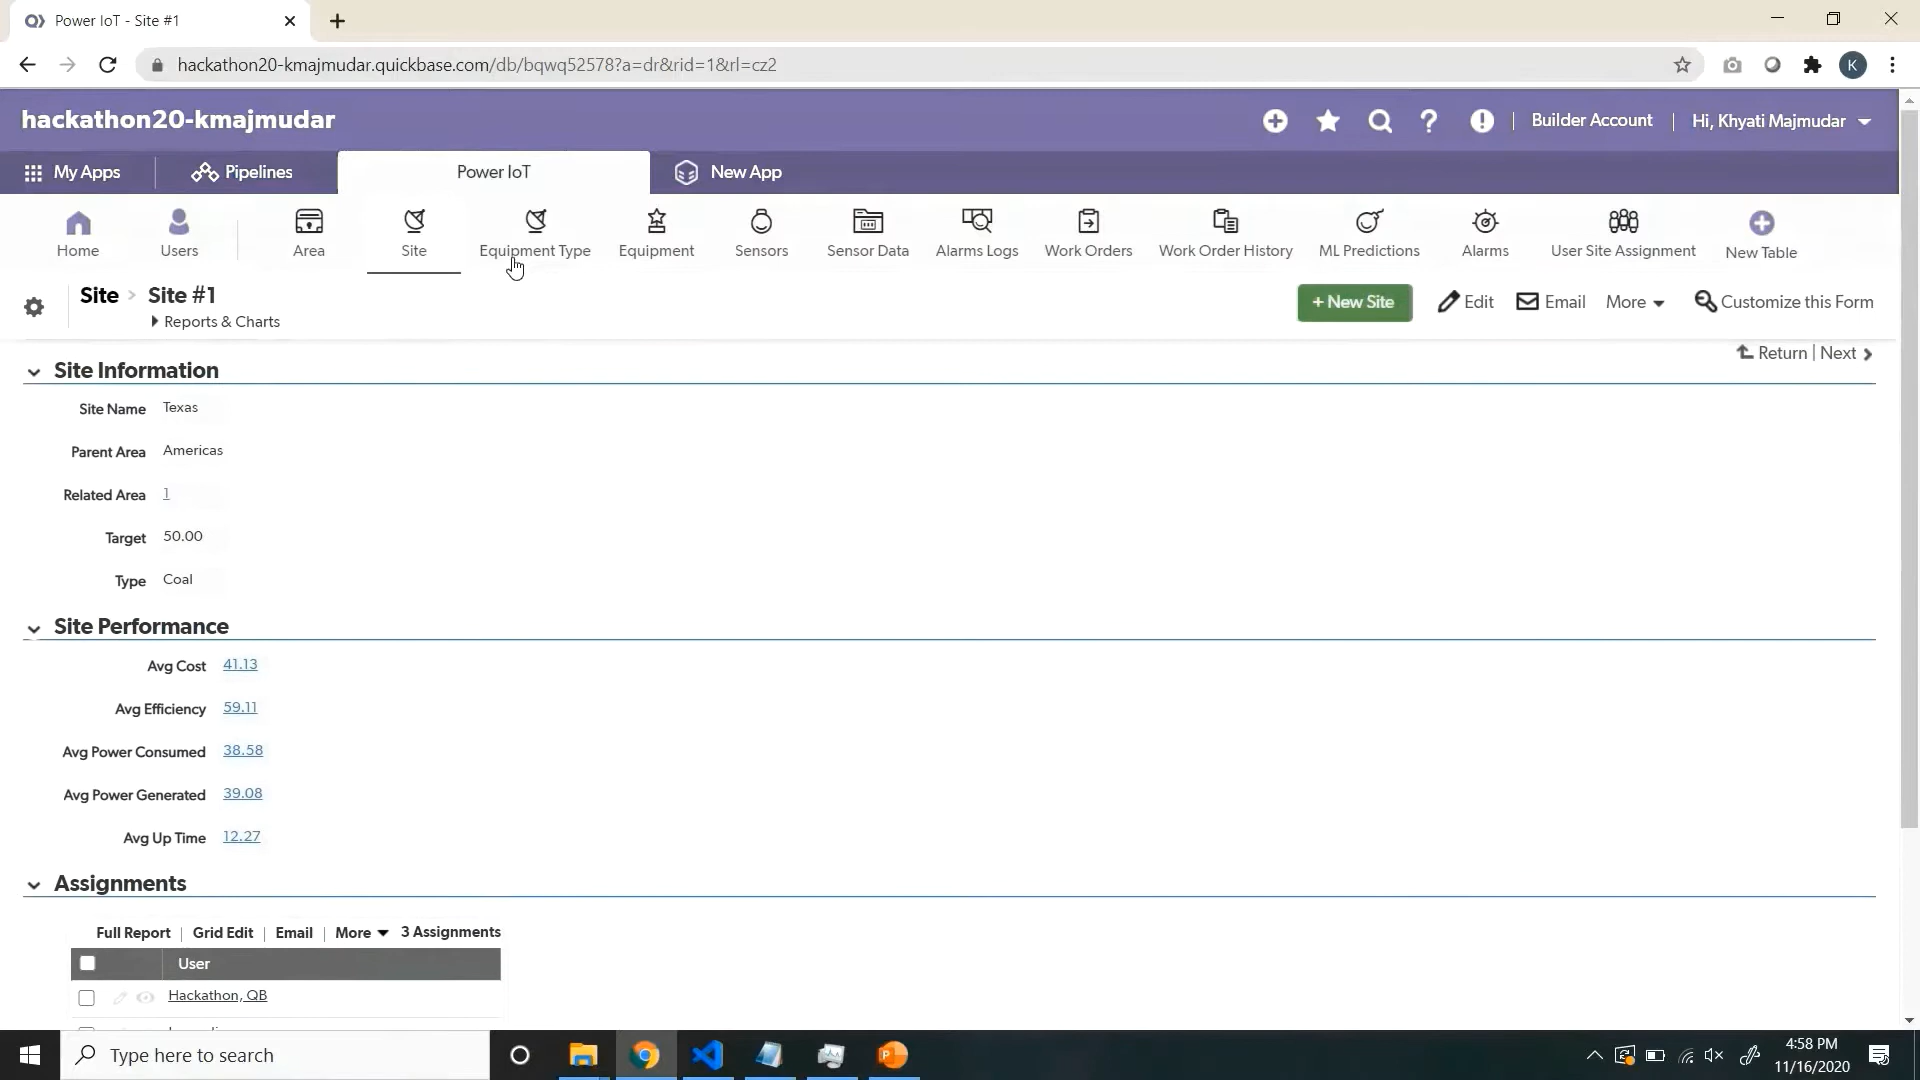 Power IoT - Site #1
hackathon20-kmajmudar.quickbase.com/db/bqwq52578?a=dr&rid=1&rl=cz2
K
hackathon20-kmajmudar
Builder Account
Hi, Khyati Majmudar
My Apps
Pipelines
Power IoT
New App
Home
Users
Area
Site
Equipment Type
Equipment
Sensors
Sensor Data
Alarms Logs
Work Orders
Work Order History
ML Predictions
Alarms
User Site Assignment
New Table
Site > Site #1
Reports & Charts
+ New Site
Edit
Email
More
Customize this Form
Return | Next
Site Information
Site Name Texas
Parent Area Americas
Related Area 1
Target 50.00
Type Coal
Site Performance
Avg Cost 41.13
Avg Efficiency 59.11
Avg Power Consumed 38.58
Avg Power Generated 39.08
Avg Up Time 12.27
Assignments
Full Report | Grid Edit | Email | More 3 Assignments
User
Hackathon, QB
Type here to search
4:58 PM
11/16/2020